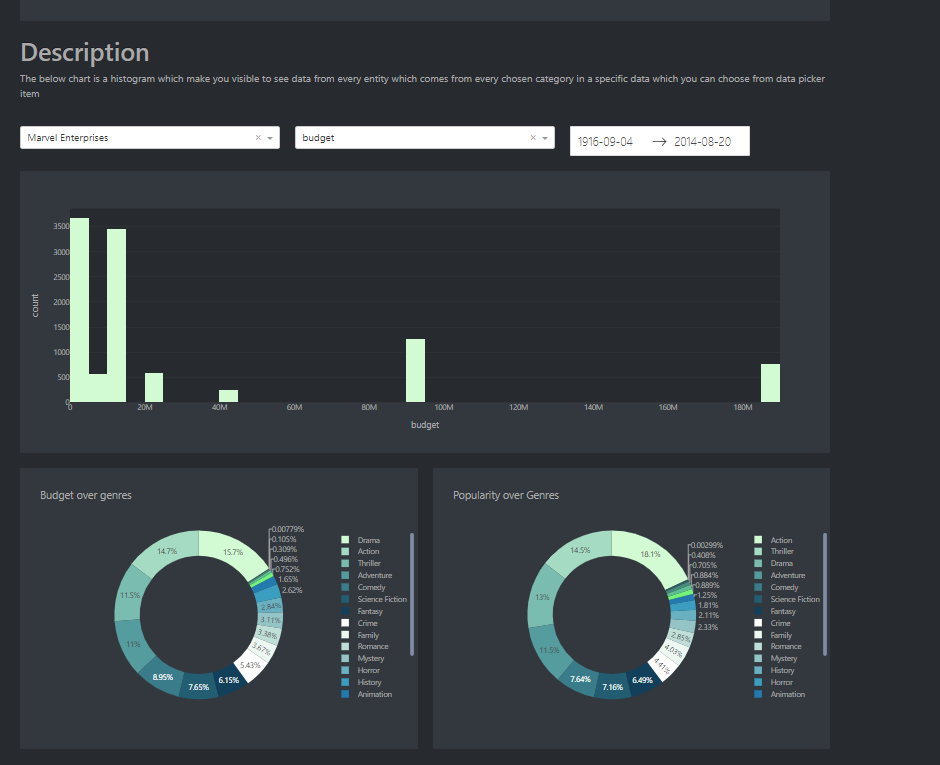 Description
The below chart is a histogram which make you visible to see data from every entity which comes from every chosen category in a specific data which you can choose from data picker
item
Marvel Enterprises × budget × 1916-09-04 → 2014-08-20
3500
3000
2500
2000
1500
1000
500
0
count
0 20M 40M 60M 80M 100M 120M 140M 160M 180M
budget
Budget over genres
15.7%
14.7%
11.5%
11%
8.95%
7.65%
6.15%
5.43%
3.67%
3.38%
3.11%
2.84%
2.62%
1.65%
0.752%
0.496%
0.309%
0.105%
0.00779%
Drama
Action
Thriller
Adventure
Comedy
Science Fiction
Fantasy
Crime
Family
Romance
Mystery
Horror
History
Animation
Popularity over Genres
18.1%
14.5%
13%
11.5%
7.64%
7.16%
6.49%
4.41%
4.03%
2.85%
2.33%
2.11%
1.81%
1.25%
0.889%
0.884%
0.705%
0.408%
0.00299%
Action
Thriller
Drama
Adventure
Comedy
Science Fiction
Fantasy
Crime
Family
Romance
Mystery
History
Horror
Animation